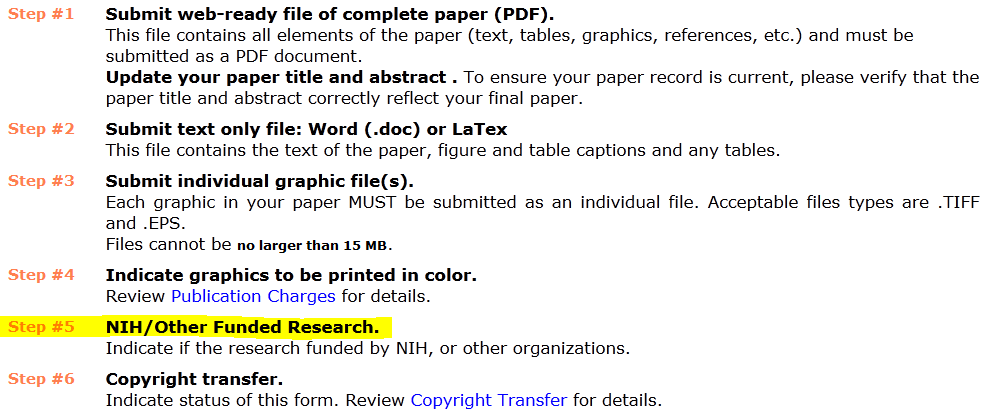 Step #1 Submit web-ready file of complete paper (PDF).
This file contains all elements of the paper (text, tables, graphics, references, etc.) and must be
submitted as a PDF document.
Update your paper title and abstract . To ensure your paper record is current, please verify that the
paper title and abstract correctly reflect your final paper.
Step #2 Submit text only file: Word (.doc) or LaTex
This file contains the text of the paper, figure and table captions and any tables.
Step #3 Submit individual graphic file(s).
Each graphic in your paper MUST be submitted as an individual file. Acceptable files types are .TIFF
and .EPS.
Files cannot be no larger than 15 MB.
Step #4 Indicate graphics to be printed in color.
Review Publication Charges for details.
Step #5 NIH/Other Funded Research.
Indicate if the research funded by NIH, or other organizations.
Step #6 Copyright transfer.
Indicate status of this form. Review Copyright Transfer for details.